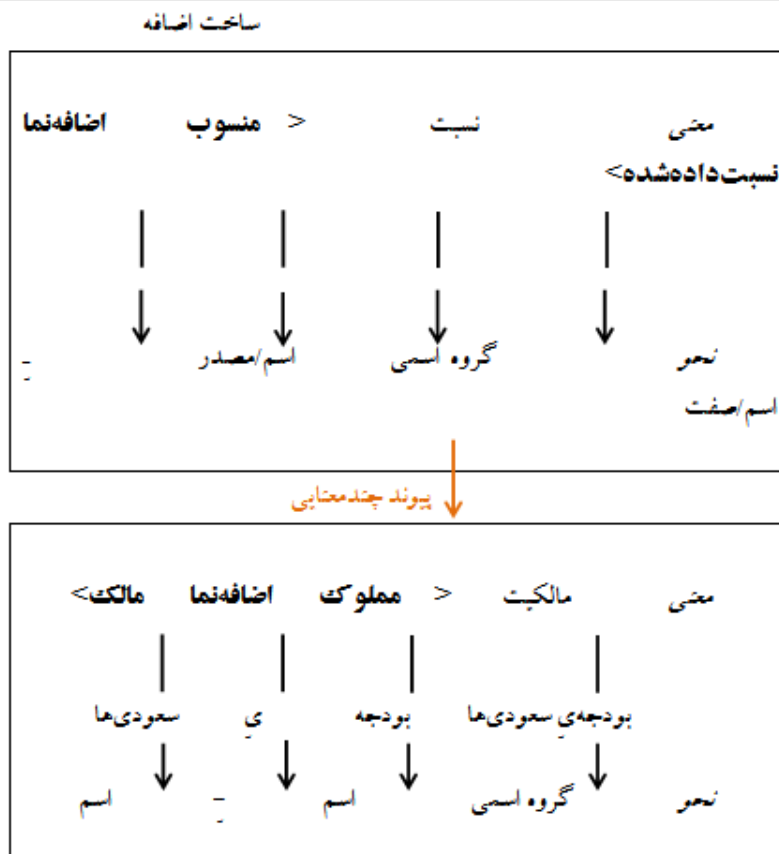 ساخت اضافه
معنی نسبت < منسوب اضافه‌نما
نسبت‌داده‌شده>
نحو گروه اسمی اسم/مصدر ـِ
اسم/صفت
پیوند چندمعنایی
معنی مالکیت < مملوک اضافه‌نما مالک>
بودجه‌یِ سعودی‌ها بودجه یِ سعودی‌ها
نحو گروه اسمی اسم ـِ اسم